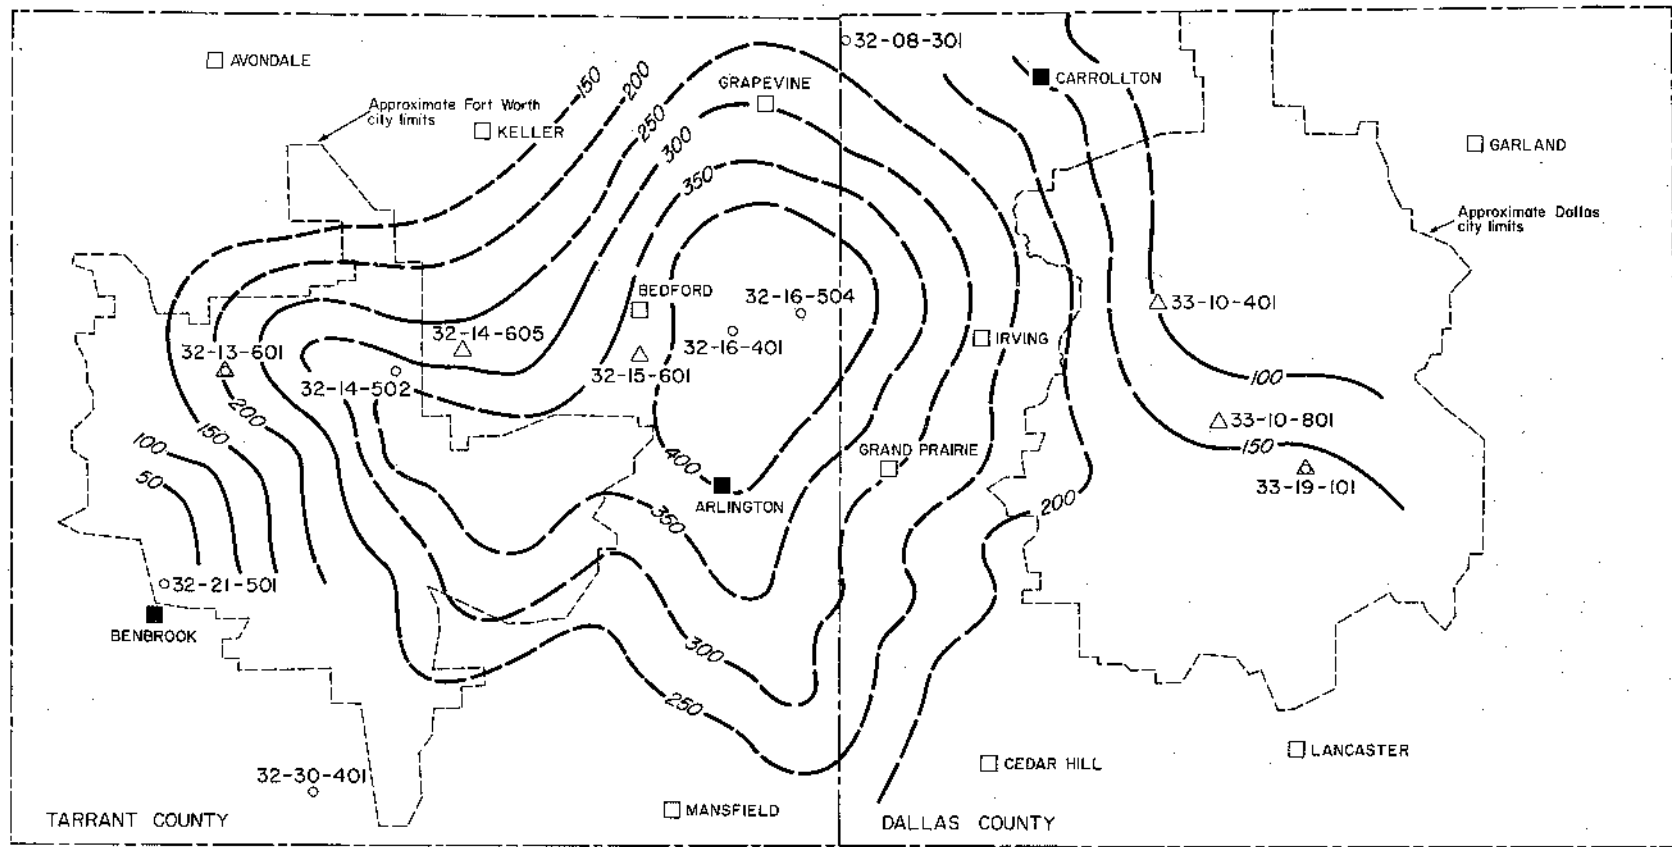 32-08-301
AVONDALE
CARROLLTON
GRAPEVINE
150
200
Approximate Fort Worth
city limits
KELLER
250
300
GARLAND
350
Approximate Dallas
city limits
BEDFORD
32-16-504
33-10-401
32-14-605
32-13-601
32-16-401
IRVING
32-15-601
32-14-502
100
200
33-10-801
150
100
150
GRAND PRAIRIE
400
50
33-19-101
ARLINGTON
200
350
32-21-501
BENBROOK
300
250
LANCASTER
CEDAR HILL
32-30-401
MANSFIELD
TARRANT COUNTY
DALLAS COUNTY